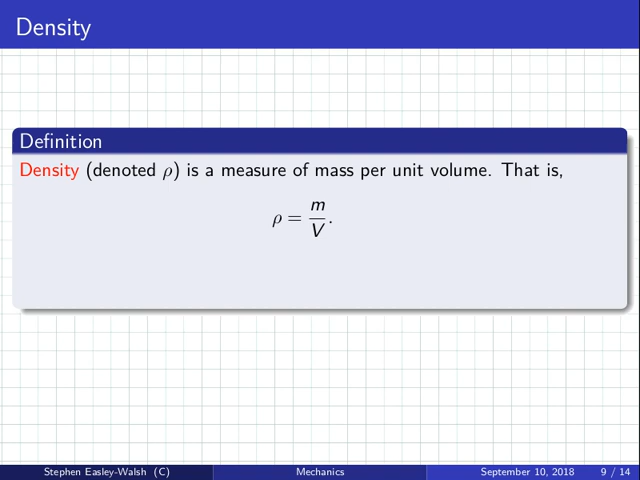 Density
Definition
Density (denoted ρ) is a measure of mass per unit volume. That is,
ρ = m/V.
Stephen Easley-Walsh (C) Mechanics September 10, 2018 9 / 14